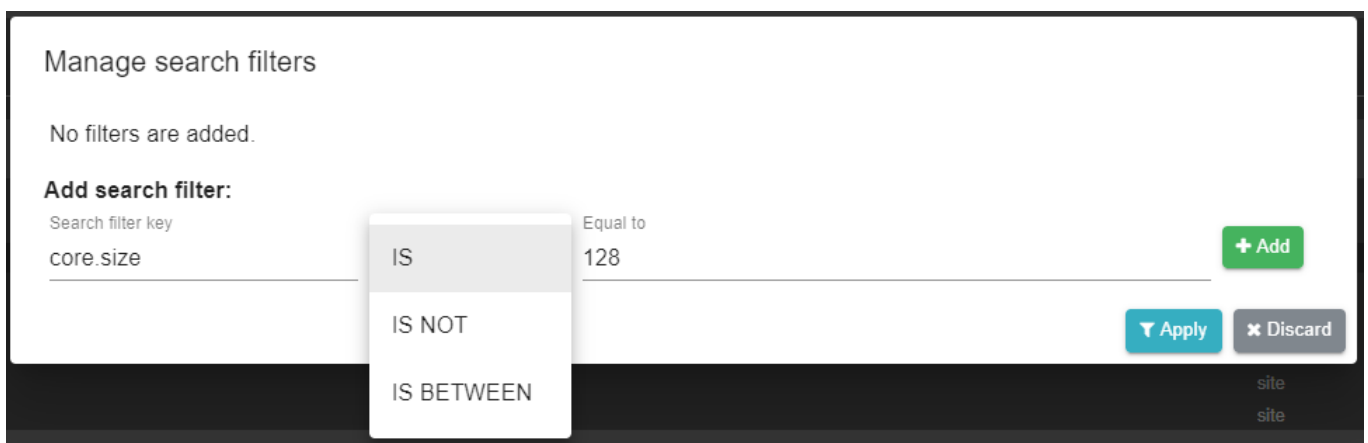 Manage search filters
No filters are added.
Add search filter:
Search filter key
core.size
IS
IS NOT
IS BETWEEN
Equal to
128
Add
Apply
Discard
site
site